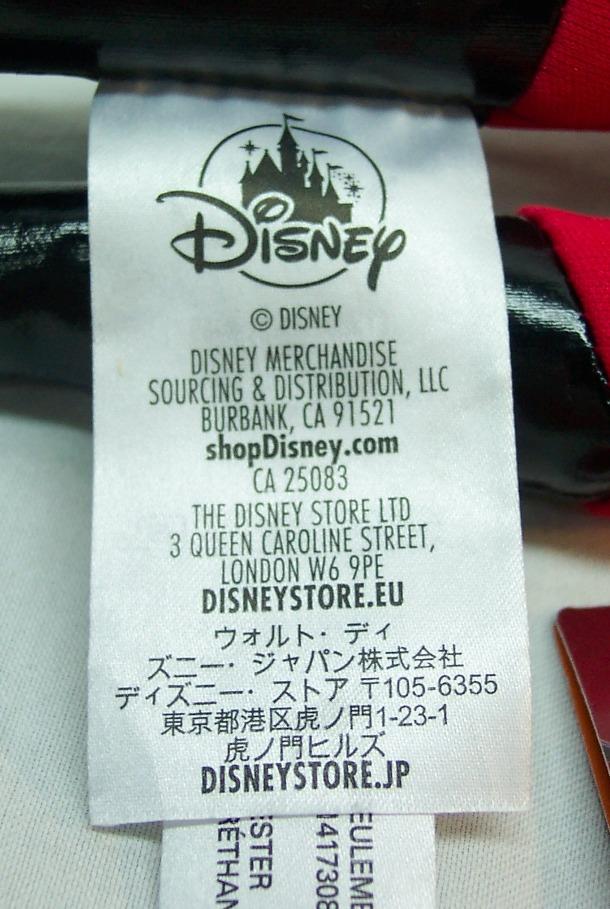 Disney
© DISNEY
DISNEY MERCHANDISE
SOURCING & DISTRIBUTION, LLC
BURBANK, CA 91521
shopDisney.com
CA 25083
THE DISNEY STORE LTD
3 QUEEN CAROLINE STREET,
LONDON W6 9PE
DISNEYSTORE.EU
ウォルト・ディ
ズニー・ジャパン株式会社
ディズニー・ストア 〒105-6355
東京都港区虎ノ門1-23-1
虎ノ門ヒルズ
DISNEYSTORE.JP